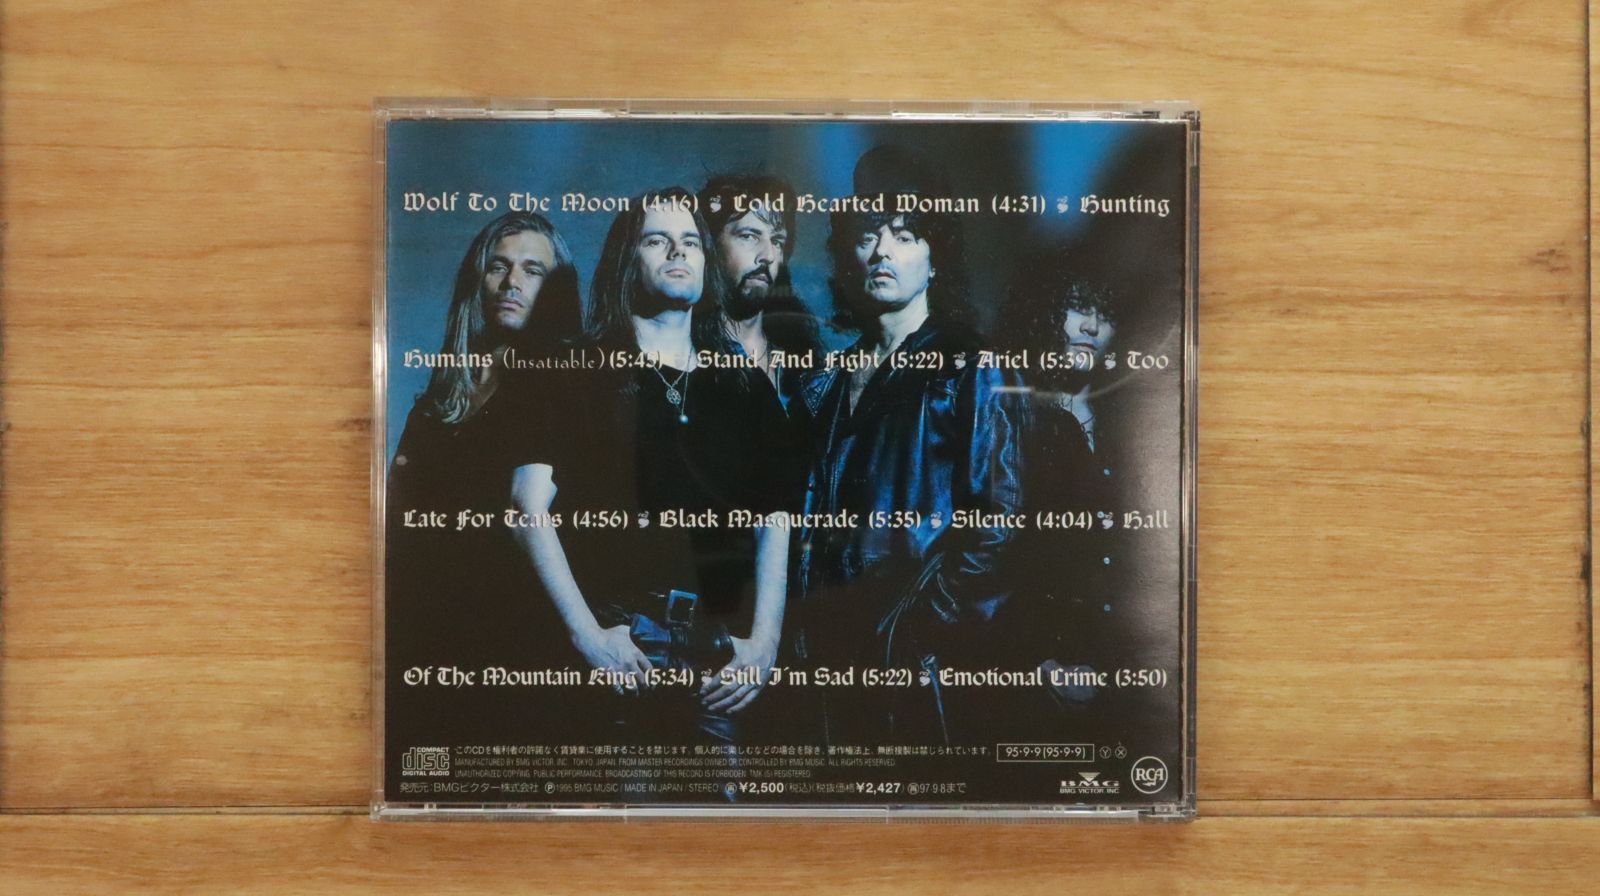 Wolf To The Moon (4:16) Cold Hearted Woman (4:31) Hunting
Humans (Insatiable) (5:45) Stand And Fight (5:22) Ariel (5:39) Too
Late For Tears (4:56) Black Masquerade (5:35) Silence (4:04) Hall
Of The Mountain King (5:34) Still I'm Sad (5:22) Emotional Crime (3:50)
COMPACT disc DIGITAL AUDIO
このCDを権利者の許諾なく賃貸業に使用することを禁じます。個人的に楽しむなどの場合を除き、著作権法上、無断複製は禁じられています。 95・9・9 (95・9・9) Y X
MANUFACTURED BY BMG VICTOR, INC. TOKYO, JAPAN. FROM MASTER RECORDINGS OWNED OR CONTROLLED BY BMG MUSIC. ALL RIGHTS RESERVED.
UNAUTHORIZED COPYING, PUBLIC PERFORMANCE, BROADCASTING OF THIS RECORD IS FORBIDDEN. TMK (S) REGISTERED.
発売元:BMGビクター株式会社 ℗1995 BMG MUSIC / MADE IN JAPAN / STEREO ¥2,500(税込)(税抜価格¥2,427) 97・9・8まで
BMG
BMG VICTOR, INC.
RCA